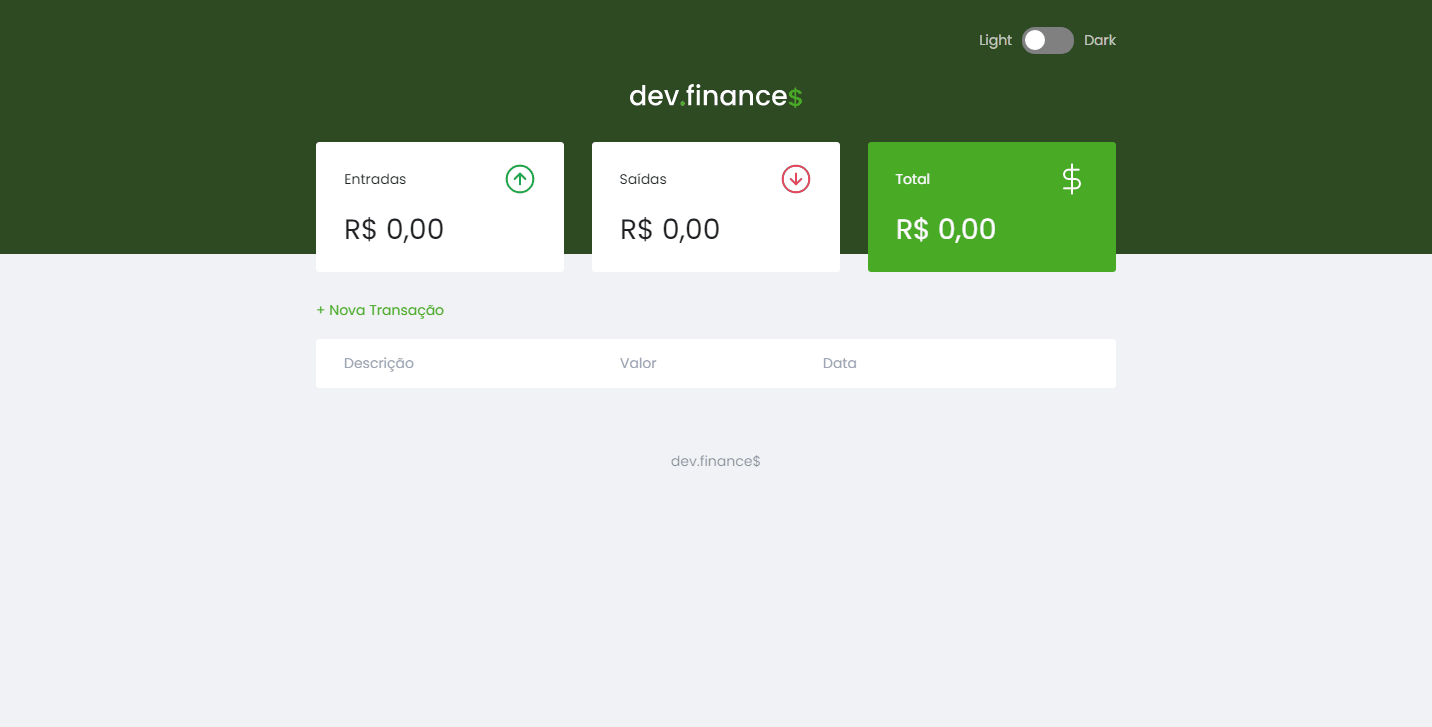 Light Dark
dev.finance$
Entradas
R$ 0,00
Saídas
R$ 0,00
Total
$
R$ 0,00
+ Nova Transação
Descrição Valor Data
dev.finance$